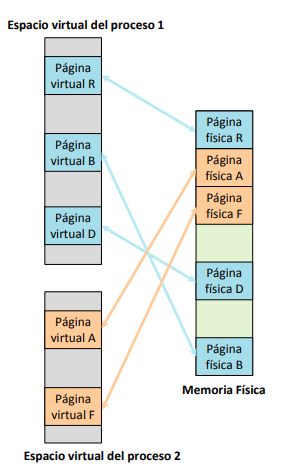 Espacio virtual del proceso 1
Página
virtual R
Página
virtual B
Página
virtual D
Página
virtual A
Página
virtual F
Espacio virtual del proceso 2
Página
física R
Página
física A
Página
física F
Página
física D
Página
física B
Memoria Física